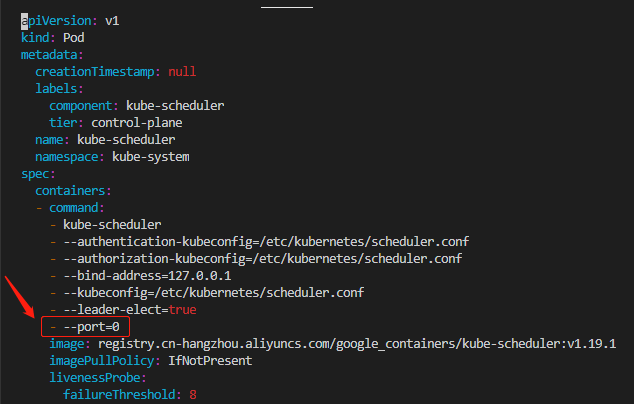 apiVersion: v1
kind: Pod
metadata:
  creationTimestamp: null
  labels:
    component: kube-scheduler
    tier: control-plane
  name: kube-scheduler
  namespace: kube-system
spec:
  containers:
  - command:
    - kube-scheduler
    - --authentication-kubeconfig=/etc/kubernetes/scheduler.conf
    - --authorization-kubeconfig=/etc/kubernetes/scheduler.conf
    - --bind-address=127.0.0.1
    - --kubeconfig=/etc/kubernetes/scheduler.conf
    - --leader-elect=true
    - --port=0
    image: registry.cn-hangzhou.aliyuncs.com/google_containers/kube-scheduler:v1.19.1
    imagePullPolicy: IfNotPresent
    livenessProbe:
      failureThreshold: 8